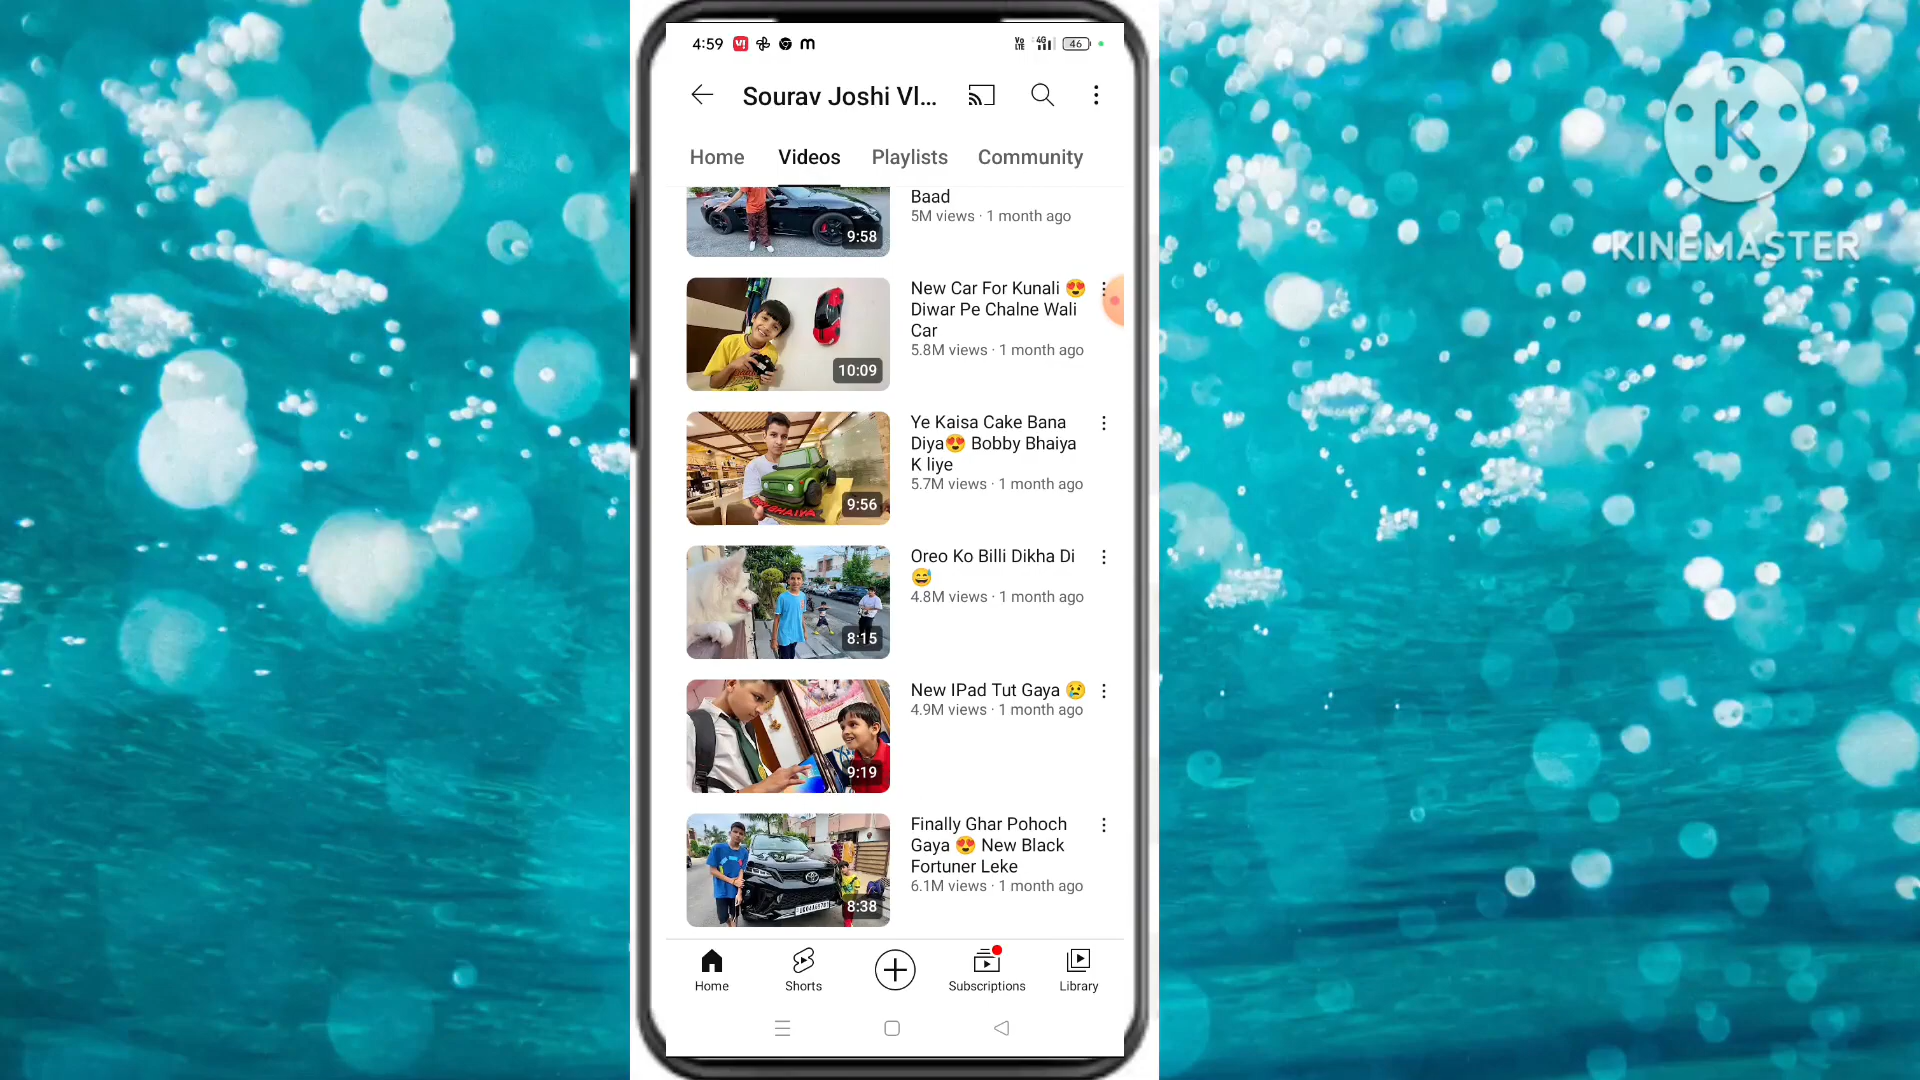 4:59
Vo LTE 4G 46
Sourav Joshi Vl...
Home Videos Playlists Community
Baad
5M views · 1 month ago
9:58
New Car For Kunali 😍
Diwar Pe Chalne Wali
Car
5.8M views · 1 month ago
10:09
Ye Kaisa Cake Bana
Diya😍 Bobby Bhaiya
K liye
5.7M views · 1 month ago
9:56
Oreo Ko Billi Dikha Di
😅
4.8M views · 1 month ago
8:15
New IPad Tut Gaya 😢
4.9M views · 1 month ago
9:19
Finally Ghar Pohoch
Gaya 😍 New Black
Fortuner Leke
6.1M views · 1 month ago
8:38
Home Shorts Subscriptions Library
K
KINEMASTER